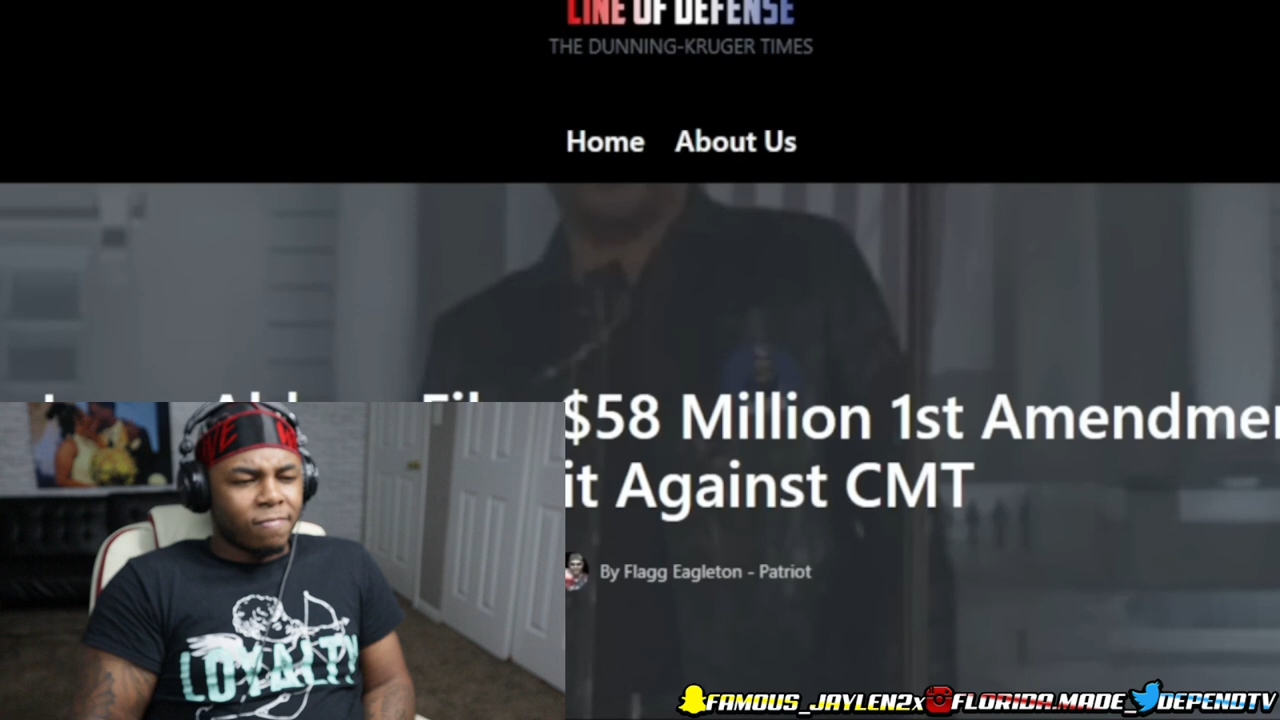 LINE OF DEFENSE
THE DUNNING-KRUGER TIMES
Home About Us
$58 Million 1st Amendmen
it Against CMT
By Flagg Eagleton - Patriot
LOYALTY
FAMOUS_JAYLEN2x FLORIDA.MADE_ DEPENDTV